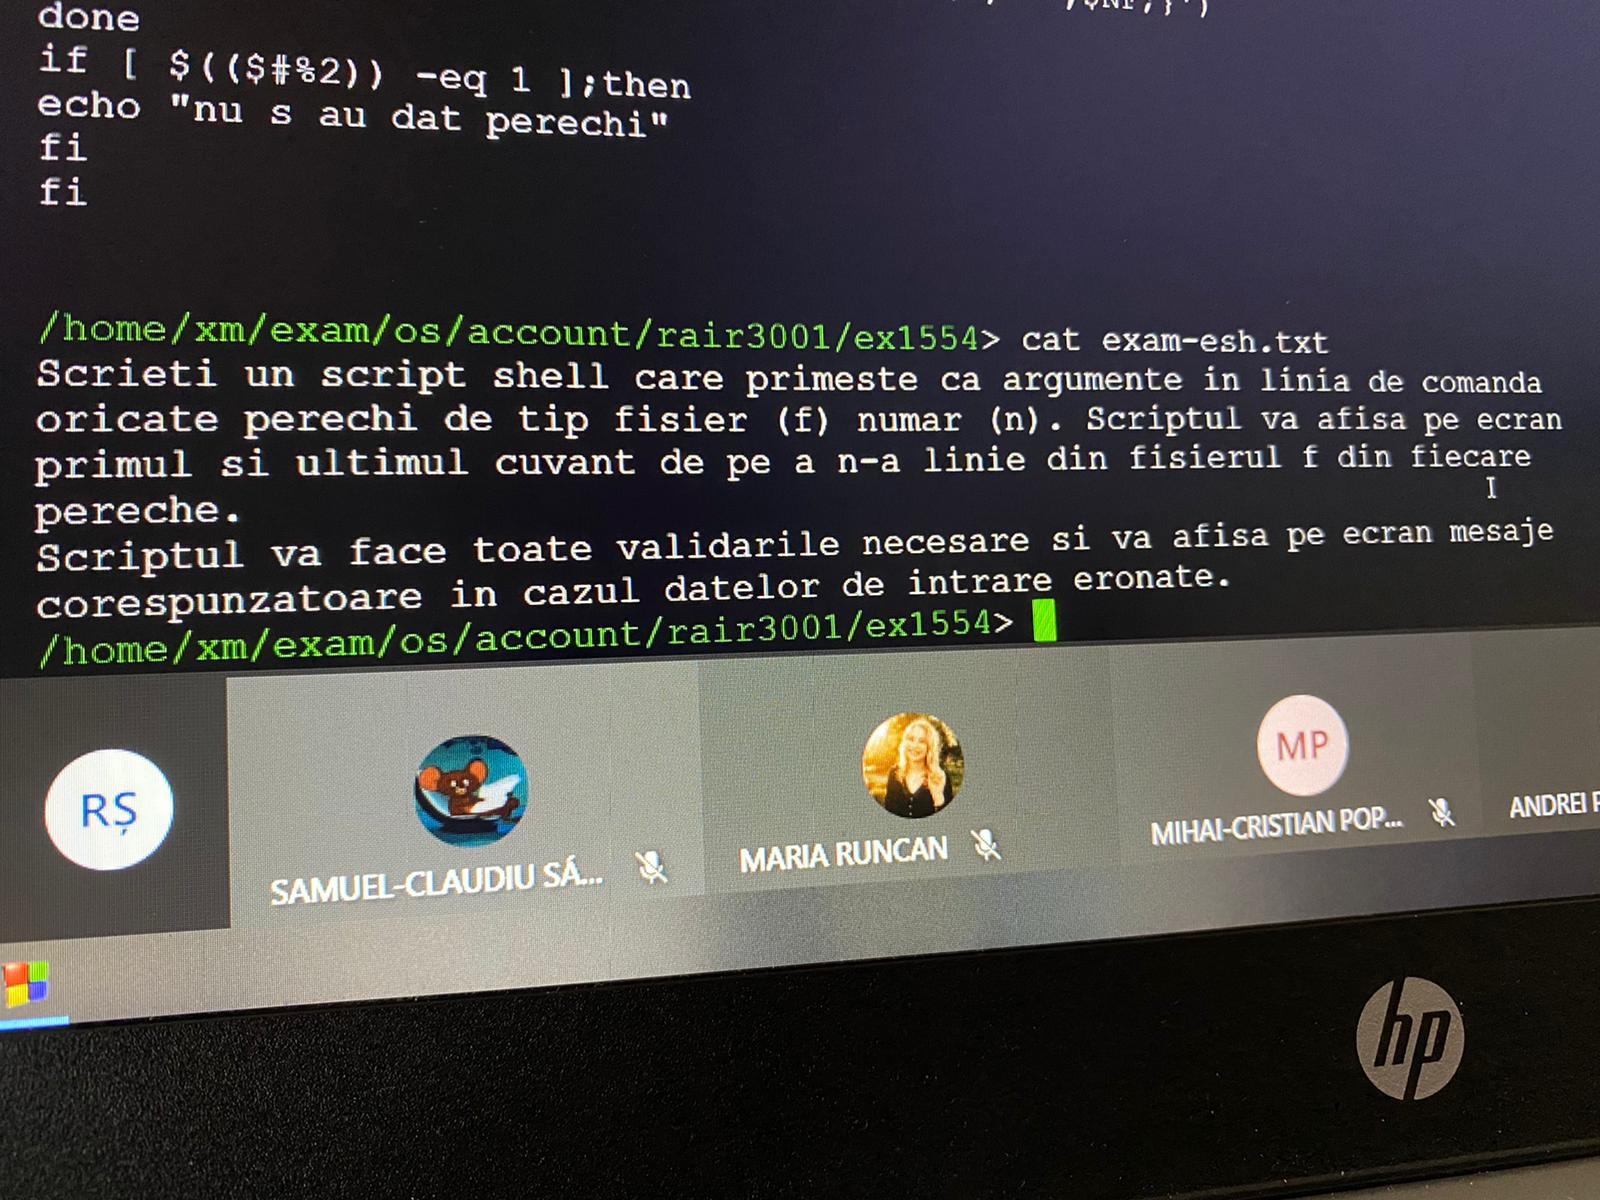 done
if [ $(($#%2)) -eq 1 ];then
echo "nu s au dat perechi"
fi
fi
/home/xm/exam/os/account/rair3001/ex1554> cat exam-esh.txt
Scrieti un script shell care primeste ca argumente in linia de comanda
oricate perechi de tip fisier (f) numar (n). Scriptul va afisa pe ecran
primul si ultimul cuvant de pe a n-a linie din fisierul f din fiecare
pereche.
Scriptul va face toate validarile necesare si va afisa pe ecran mesaje
corespunzatoare in cazul datelor de intrare eronate.
/home/xm/exam/os/account/rair3001/ex1554>
RȘ
MP
SAMUEL-CLAUDIU SÁ...
MARIA RUNCAN
MIHAI-CRISTIAN POP...
ANDREI
hp